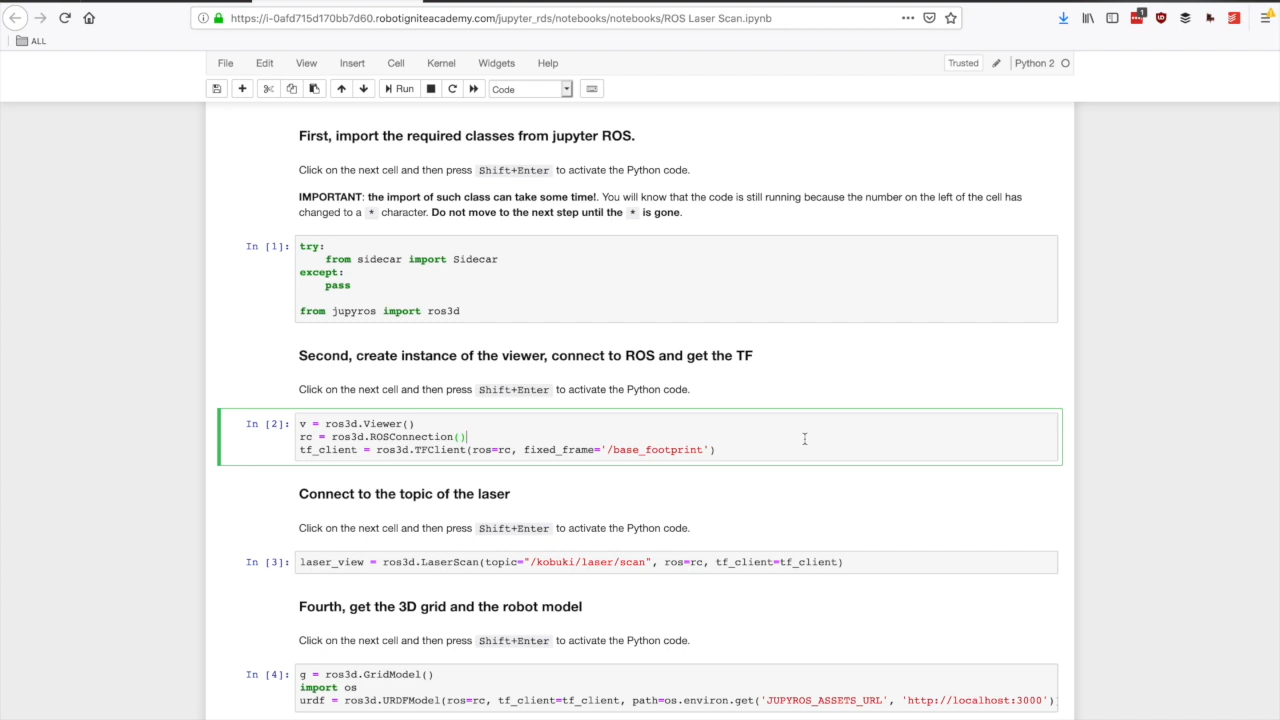 https://i-0afd715d170bb7d60.robotigniteacademy.com/jupyter_rds/notebooks/notebooks/ROS Laser Scan.ipynb
1
ALL
File Edit View Insert Cell Kernel Widgets Help Trusted Python 2
Run Code
First, import the required classes from jupyter ROS.
Click on the next cell and then press Shift+Enter to activate the Python code.
IMPORTANT: the import of such class can take some time!. You will know that the code is still running because the number on the left of the cell has
changed to a * character. Do not move to the next step until the * is gone.
In [1]: try:
from sidecar import Sidecar
except:
pass
from jupyros import ros3d
Second, create instance of the viewer, connect to ROS and get the TF
Click on the next cell and then press Shift+Enter to activate the Python code.
In [2]: v = ros3d.Viewer()
rc = ros3d.ROSConnection()
tf_client = ros3d.TFClient(ros=rc, fixed_frame='/base_footprint')
Connect to the topic of the laser
Click on the next cell and then press Shift+Enter to activate the Python code.
In [3]: laser_view = ros3d.LaserScan(topic="/kobuki/laser/scan", ros=rc, tf_client=tf_client)
Fourth, get the 3D grid and the robot model
Click on the next cell and then press Shift+Enter to activate the Python code.
In [4]: g = ros3d.GridModel()
import os
urdf = ros3d.URDFModel(ros=rc, tf_client=tf_client, path=os.environ.get('JUPYROS_ASSETS_URL', 'http://localhost:3000')